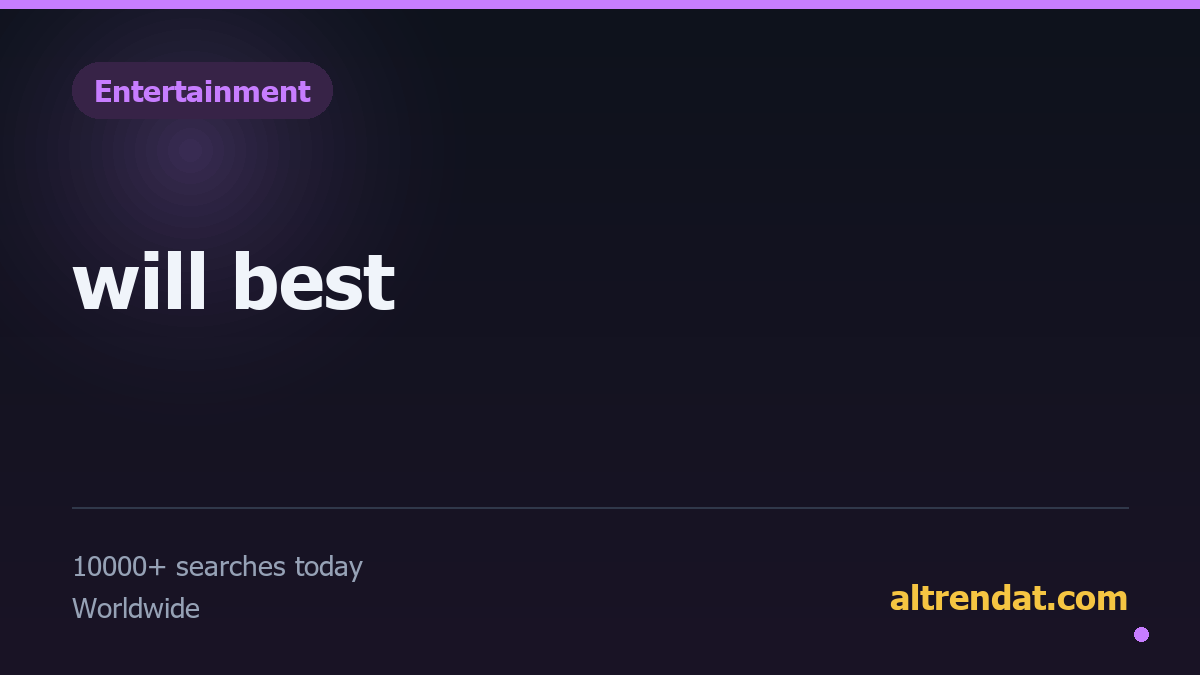 Entertainment
will best
10000+ searches today
Worldwide
altrendat.com